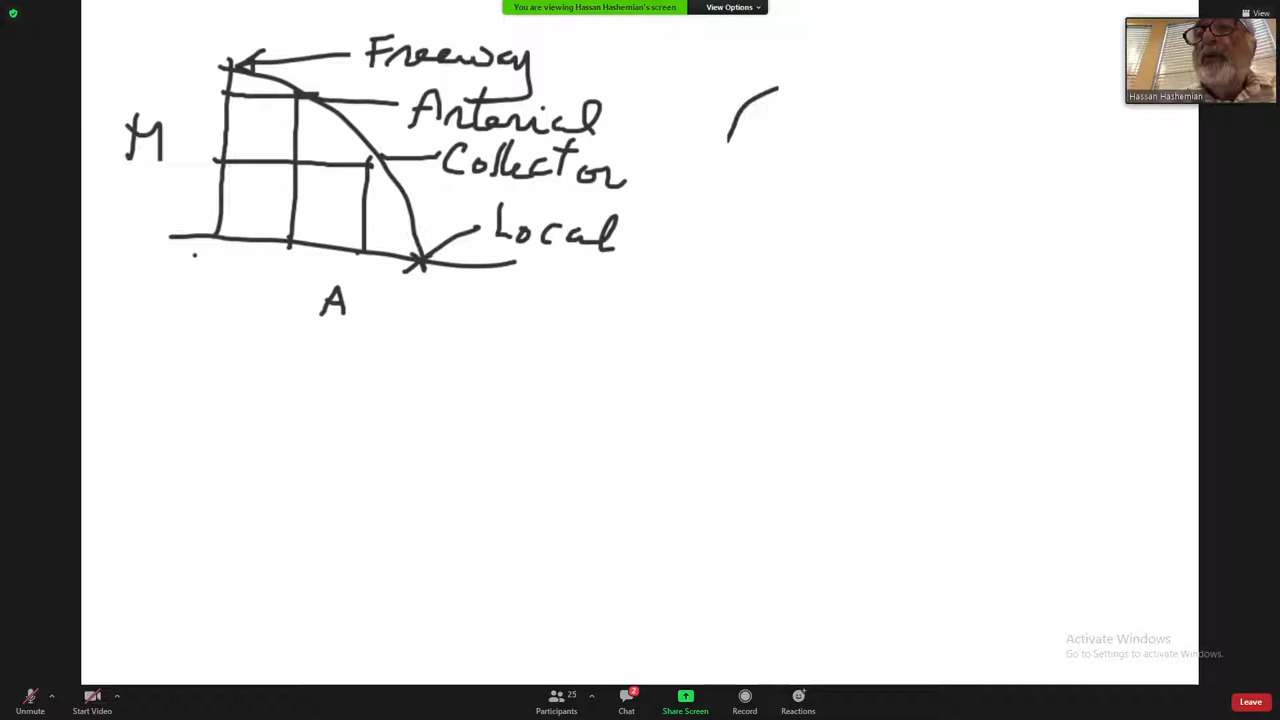 You are viewing Hassan Hashemian's screen
View Options
View
Hassan Hashemian
Freeway
Arterial
M
Collector
Local
A
Activate Windows
Go to Settings to activate Windows.
Unmute
Start Video
25
Participants
2
Chat
Share Screen
Record
Reactions
Leave